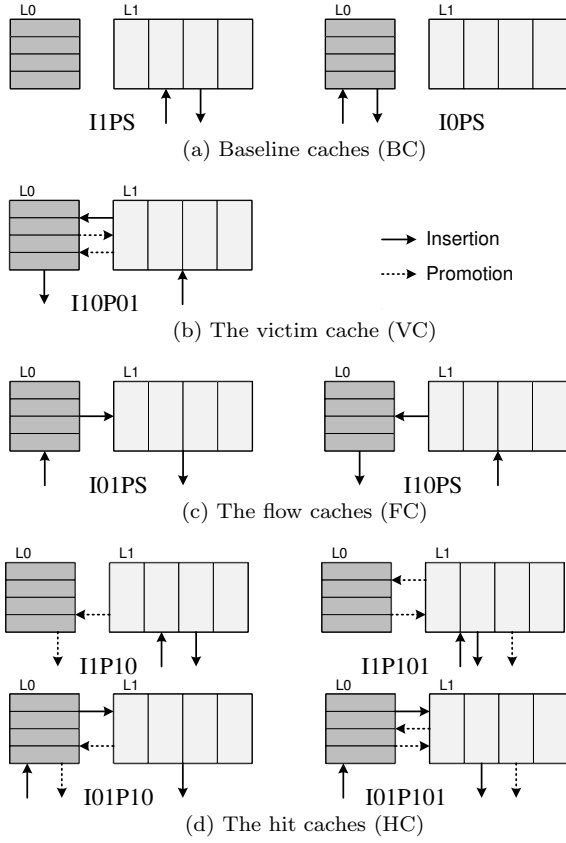 L0 L1 L0 L1
I1PS I0PS
(a) Baseline caches (BC)
L0 L1
Insertion
Promotion
I10P01
(b) The victim cache (VC)
L0 L1 L0 L1
I01PS I10PS
(c) The flow caches (FC)
L0 L1 L0 L1
I1P10 I1P101
L0 L1 L0 L1
I01P10 I01P101
(d) The hit caches (HC)